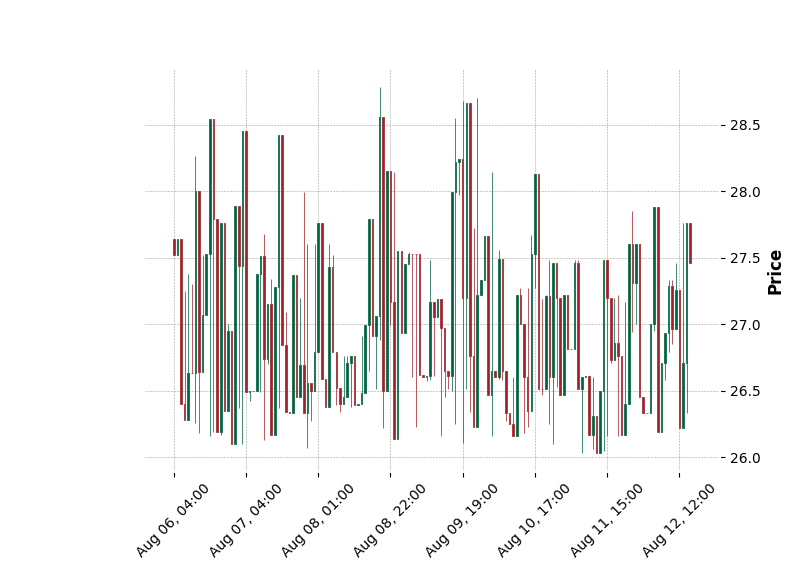 28.5
28.0
27.5
27.0
26.5
26.0
Price
Aug 06, 04:00
Aug 07, 04:00
Aug 08, 01:00
Aug 08, 22:00
Aug 09, 19:00
Aug 10, 17:00
Aug 11, 15:00
Aug 12, 12:00